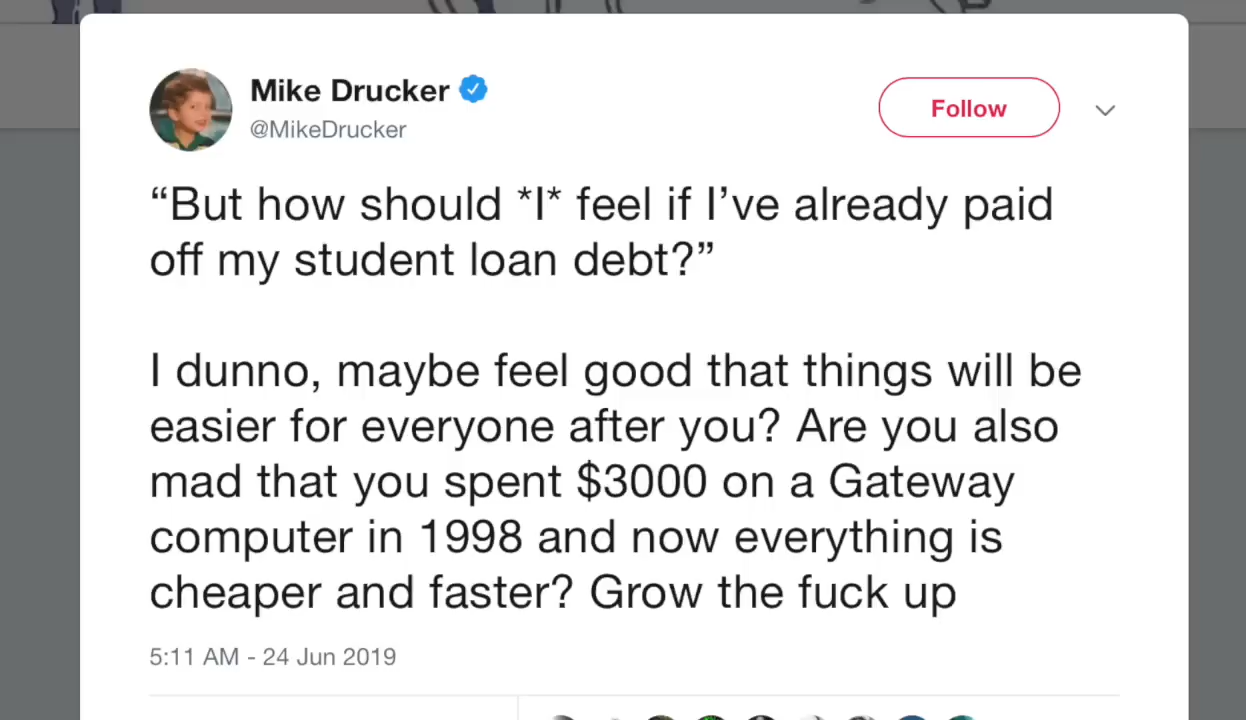 Mike Drucker
@MikeDrucker
Follow
“But how should *I* feel if I’ve already paid
off my student loan debt?”
I dunno, maybe feel good that things will be
easier for everyone after you? Are you also
mad that you spent $3000 on a Gateway
computer in 1998 and now everything is
cheaper and faster? Grow the fuck up
5:11 AM - 24 Jun 2019